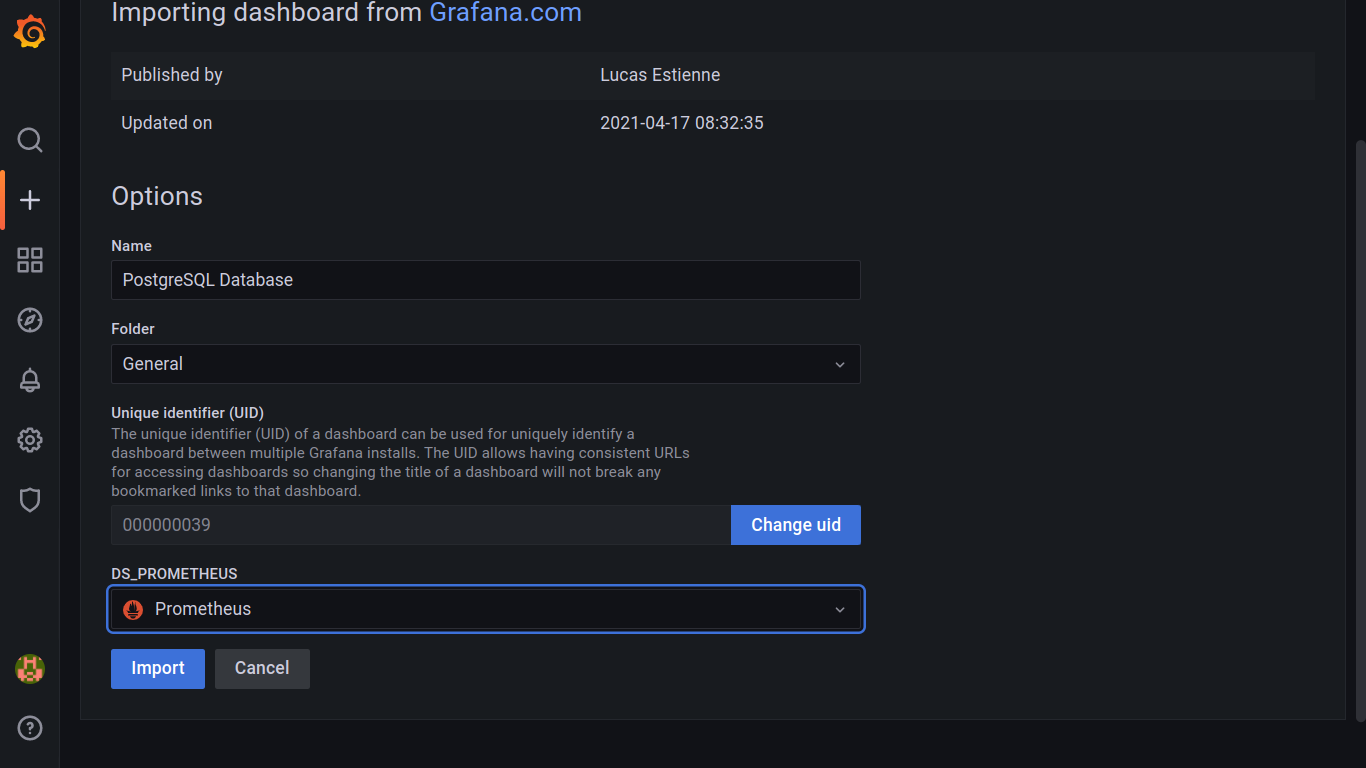 Importing dashboard from Grafana.com
Published by Lucas Estienne
Updated on 2021-04-17 08:32:35
Options
Name
PostgreSQL Database
Folder
General
Unique identifier (UID)
The unique identifier (UID) of a dashboard can be used for uniquely identify a
dashboard between multiple Grafana installs. The UID allows having consistent URLs
for accessing dashboards so changing the title of a dashboard will not break any
bookmarked links to that dashboard.
000000039 Change uid
DS_PROMETHEUS
Prometheus
Import Cancel
?